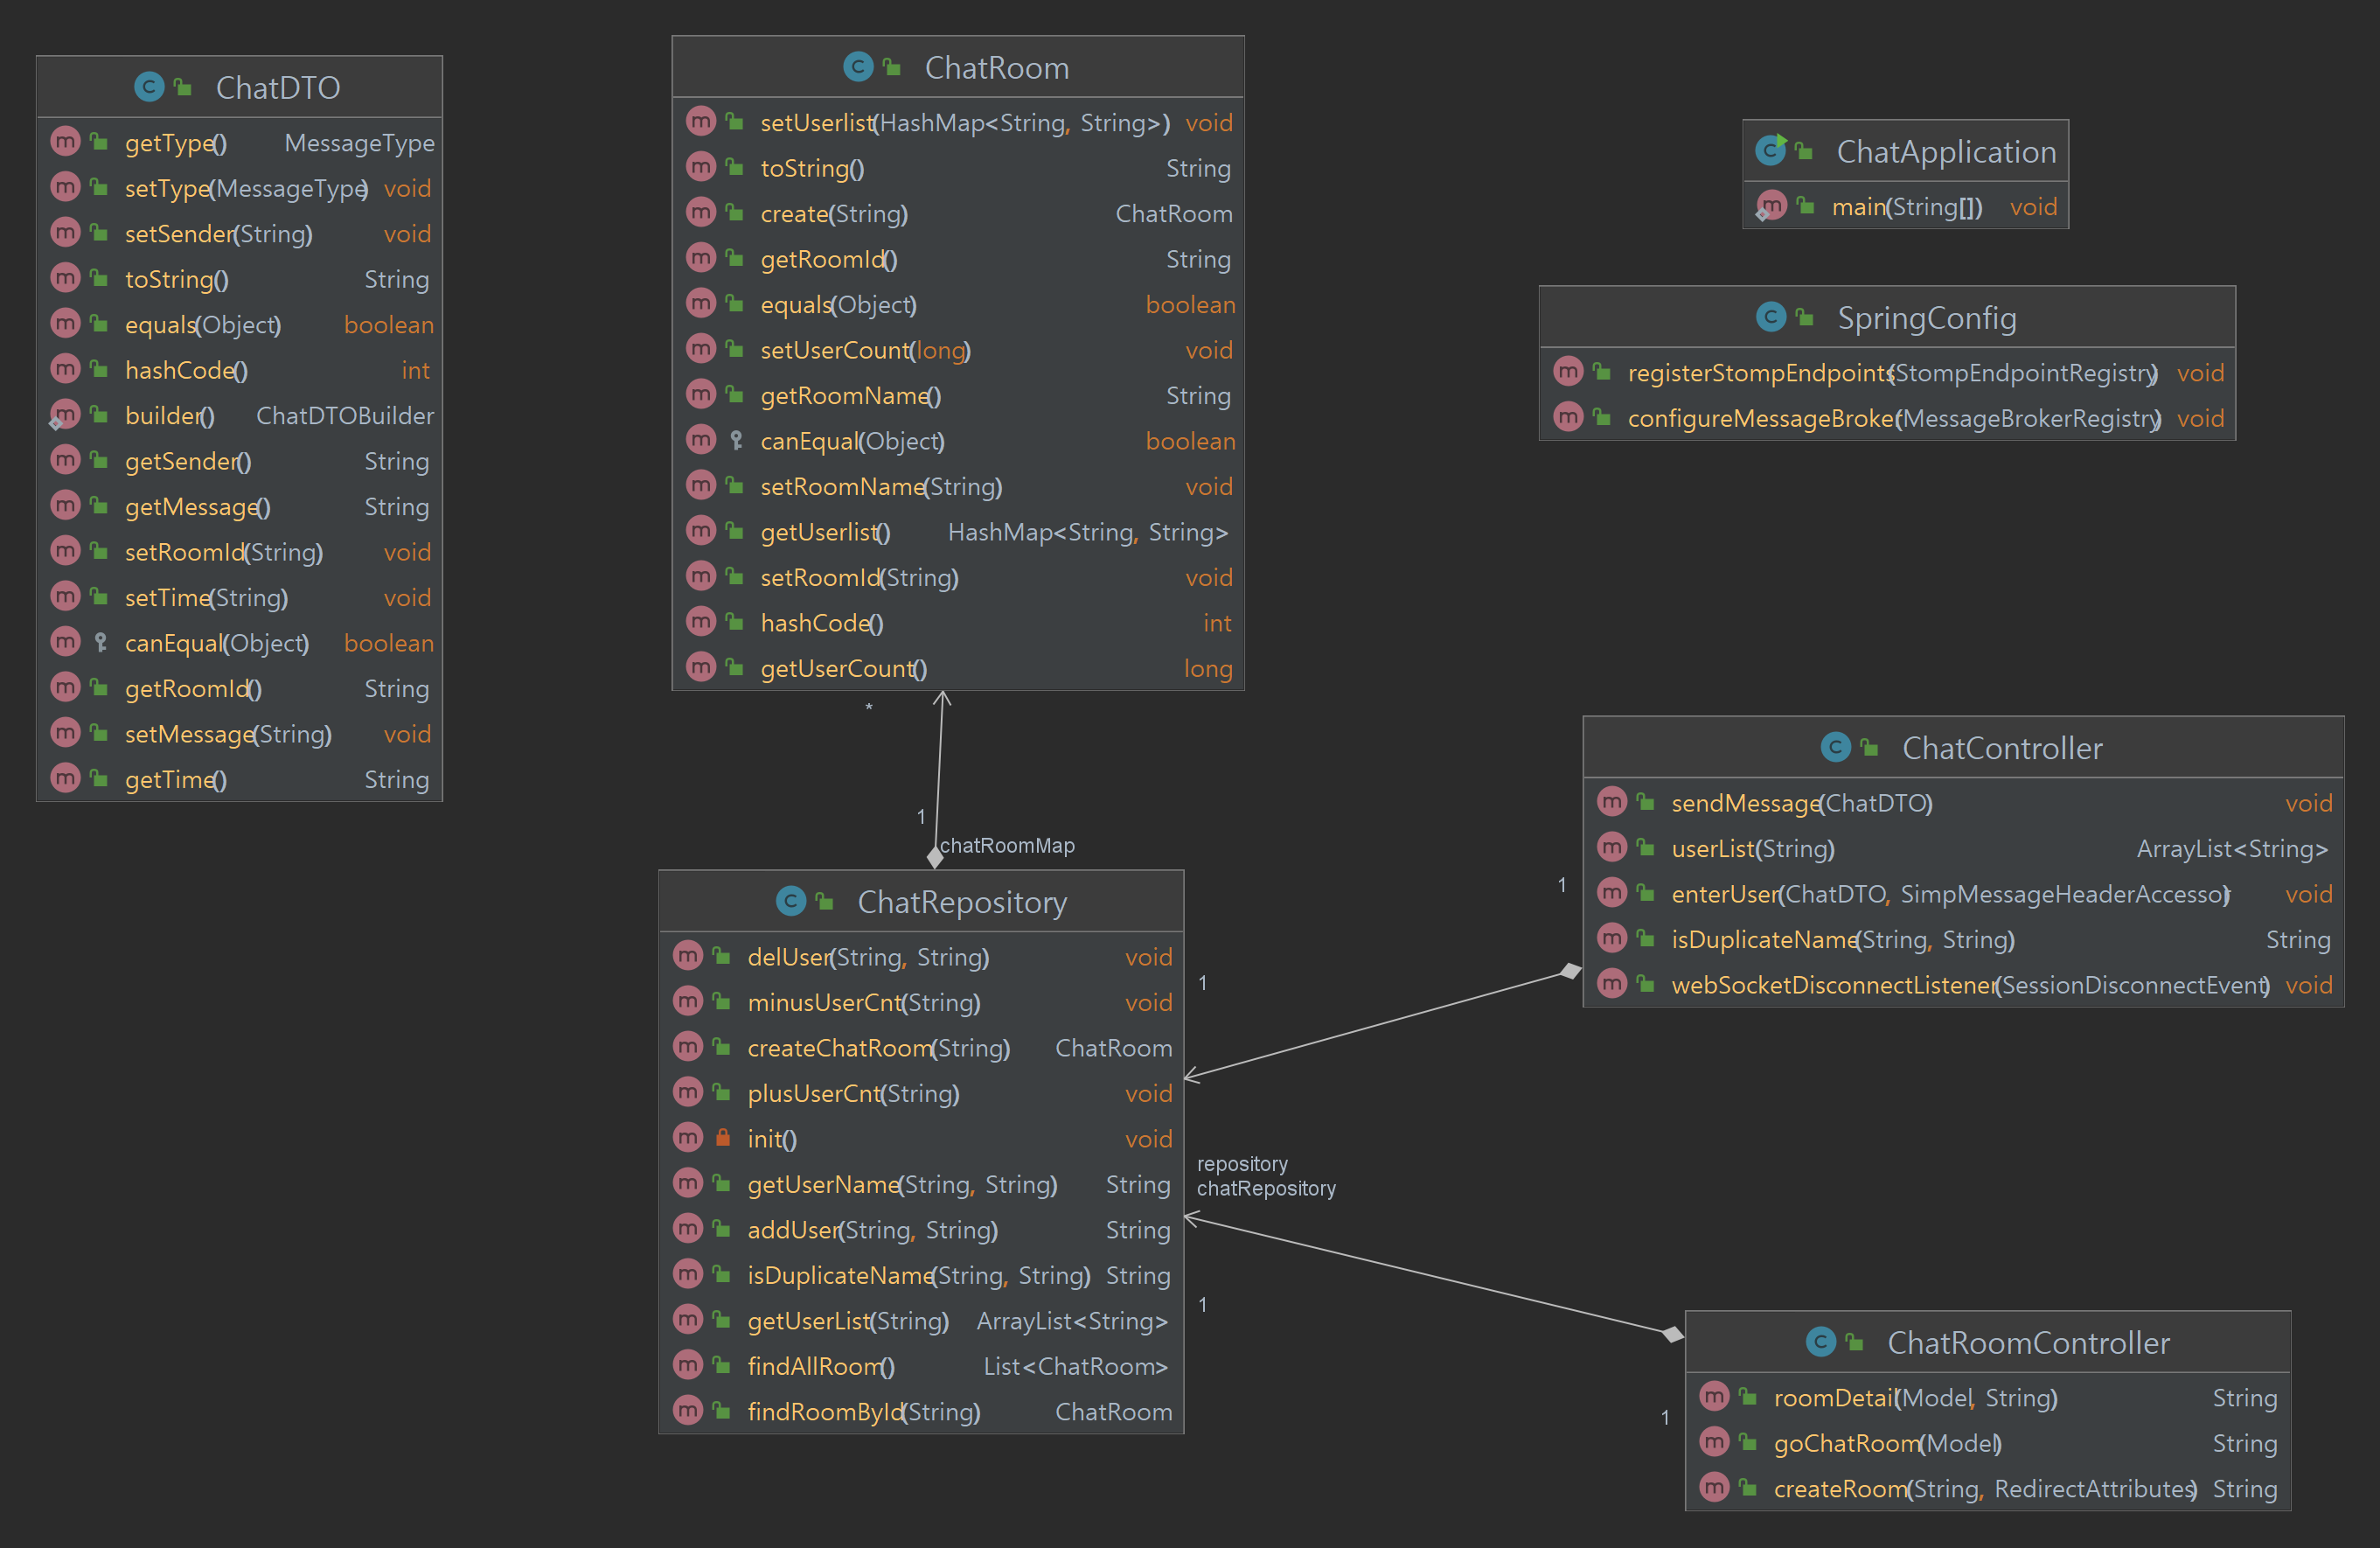 ChatDTO
getType() MessageType
setType(MessageType) void
setSender(String) void
toString() String
equals(Object) boolean
hashCode() int
builder() ChatDTOBuilder
getSender() String
getMessage() String
setRoomId(String) void
setTime(String) void
canEqual(Object) boolean
getRoomId() String
setMessage(String) void
getTime() String
ChatRoom
setUserlist(HashMap<String, String>) void
toString() String
create(String) ChatRoom
getRoomId() String
equals(Object) boolean
setUserCount(long) void
getRoomName() String
canEqual(Object) boolean
setRoomName(String) void
getUserlist() HashMap<String, String>
setRoomId(String) void
hashCode() int
getUserCount() long
*
1
chatRoomMap
ChatRepository
delUser(String, String) void
minusUserCnt(String) void
createChatRoom(String) ChatRoom
plusUserCnt(String) void
init() void
getUserName(String, String) String
addUser(String, String) String
isDuplicateName(String, String) String
getUserList(String) ArrayList<String>
findAllRoom() List<ChatRoom>
findRoomById(String) ChatRoom
ChatApplication
main(String[]) void
SpringConfig
registerStompEndpoints(StompEndpointRegistry) void
configureMessageBroker(MessageBrokerRegistry) void
ChatController
sendMessage(ChatDTO) void
userList(String) ArrayList<String>
enterUser(ChatDTO, SimpMessageHeaderAccessor) void
isDuplicateName(String, String) String
webSocketDisconnectListener(SessionDisconnectEvent) void
1
1
repository
chatRepository
1
1
ChatRoomController
roomDetail(Model, String) String
goChatRoom(Model) String
createRoom(String, RedirectAttributes) String